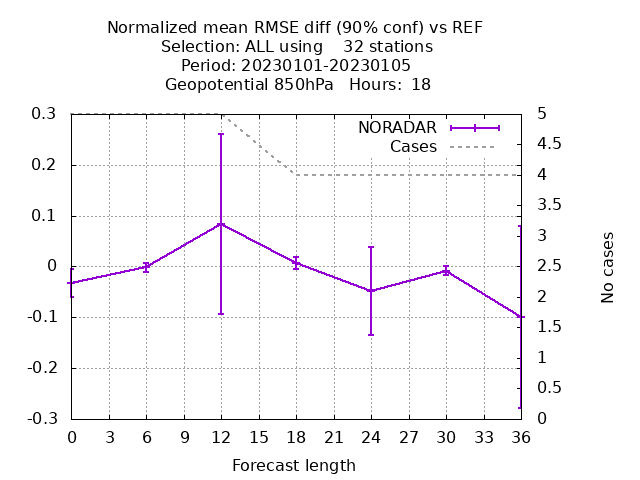 Normalized mean RMSE diff (90% conf) vs REF
Selection: ALL using    32 stations
Period: 20230101-20230105
Geopotential 850hPa   Hours:  18
NORADAR
Cases
0.3
0.2
0.1
0
-0.1
-0.2
-0.3
5
4.5
4
3.5
3
2.5
2
1.5
1
0.5
0
No cases
0 3 6 9 12 15 18 21 24 27 30 33 36
Forecast length